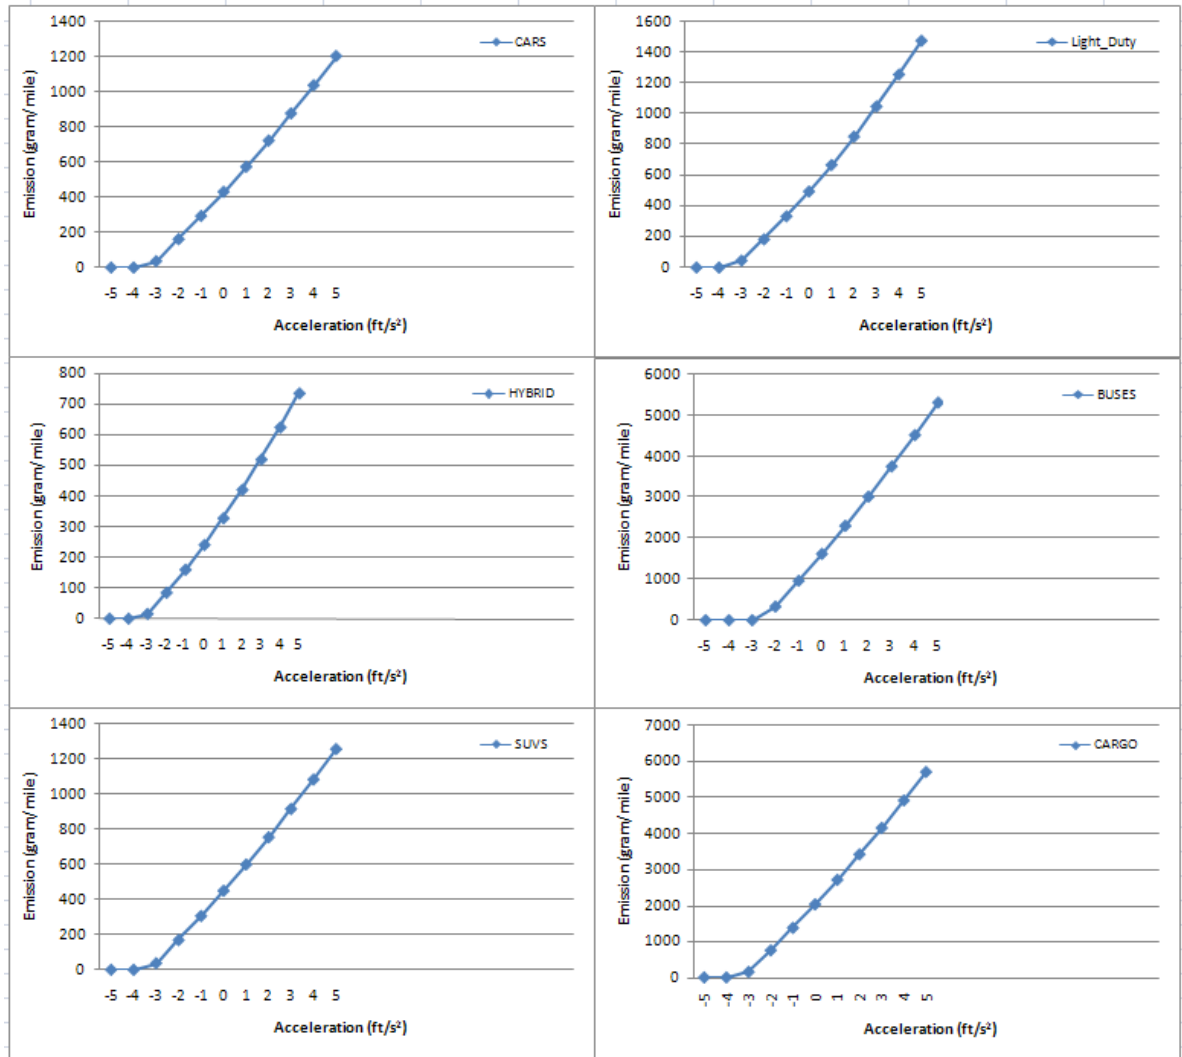 1400
1200
1000
800
600
400
200
0
Emission (gram/mile)
CARS
-5 -4 -3 -2 -1 0 1 2 3 4 5
Acceleration (ft/s²)
1600
1400
1200
1000
800
600
400
200
0
Emission (gram/mile)
Light_Duty
-5 -4 -3 -2 -1 0 1 2 3 4 5
Acceleration (ft/s²)
800
700
600
500
400
300
200
100
0
Emission (gram/mile)
HYBRID
-5 -4 -3 -2 -1 0 1 2 3 4 5
Acceleration (ft/s²)
6000
5000
4000
3000
2000
1000
0
Emission (gram/mile)
BUSES
-5 -4 -3 -2 -1 0 1 2 3 4 5
Acceleration (ft/s²)
1400
1200
1000
800
600
400
200
0
Emission (gram/mile)
SUVS
-5 -4 -3 -2 -1 0 1 2 3 4 5
Acceleration (ft/s²)
7000
6000
5000
4000
3000
2000
1000
0
Emission (gram/mile)
CARGO
-5 -4 -3 -2 -1 0 1 2 3 4 5
Acceleration (ft/s²)